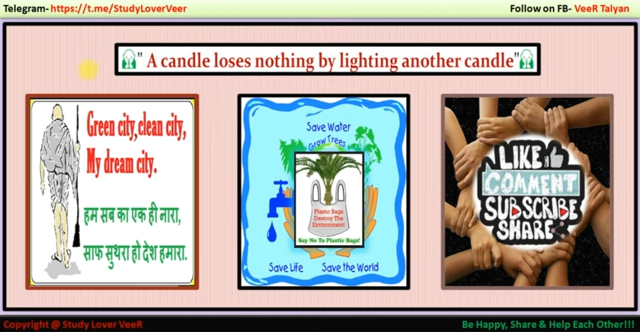 Telegram- https://t.me/StudyLoverVeer
Follow on FB- VeeR Talyan
" A candle loses nothing by lighting another candle"
Green city,clean city,
My dream city.
हम सब का एक ही नारा,
साफ सुथरा हो देश हमारा.
Save Water
Grow Trees
Plastic Bags
Destroy The
Environment!
Say No To Plastic Bags!
Save Life
Save the World
LIKE
COMMENT
SUBSCRIBE
SHARE
Copyright @ Study Lover VeeR
Be Happy, Share & Help Each Other!!!